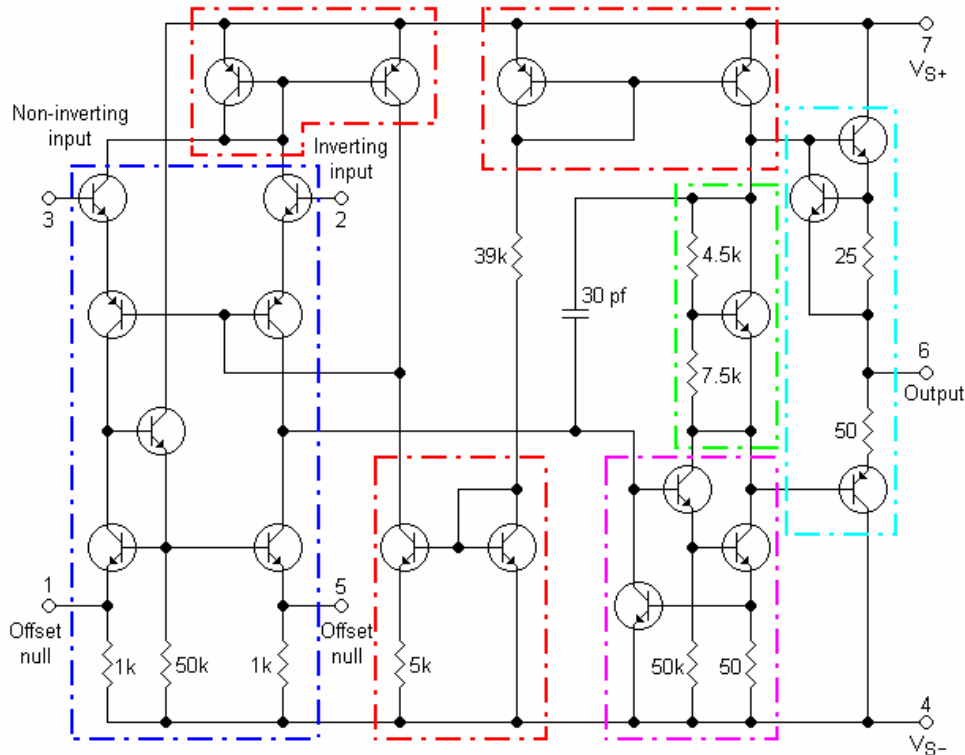 7
VS+
Non-inverting
input
Inverting
input
3
2
39k
4.5k
25
30 pf
7.5k
6
Output
50
1
5
Offset
null
Offset
null
1k
50k
1k
5k
50k
50
4
VS−